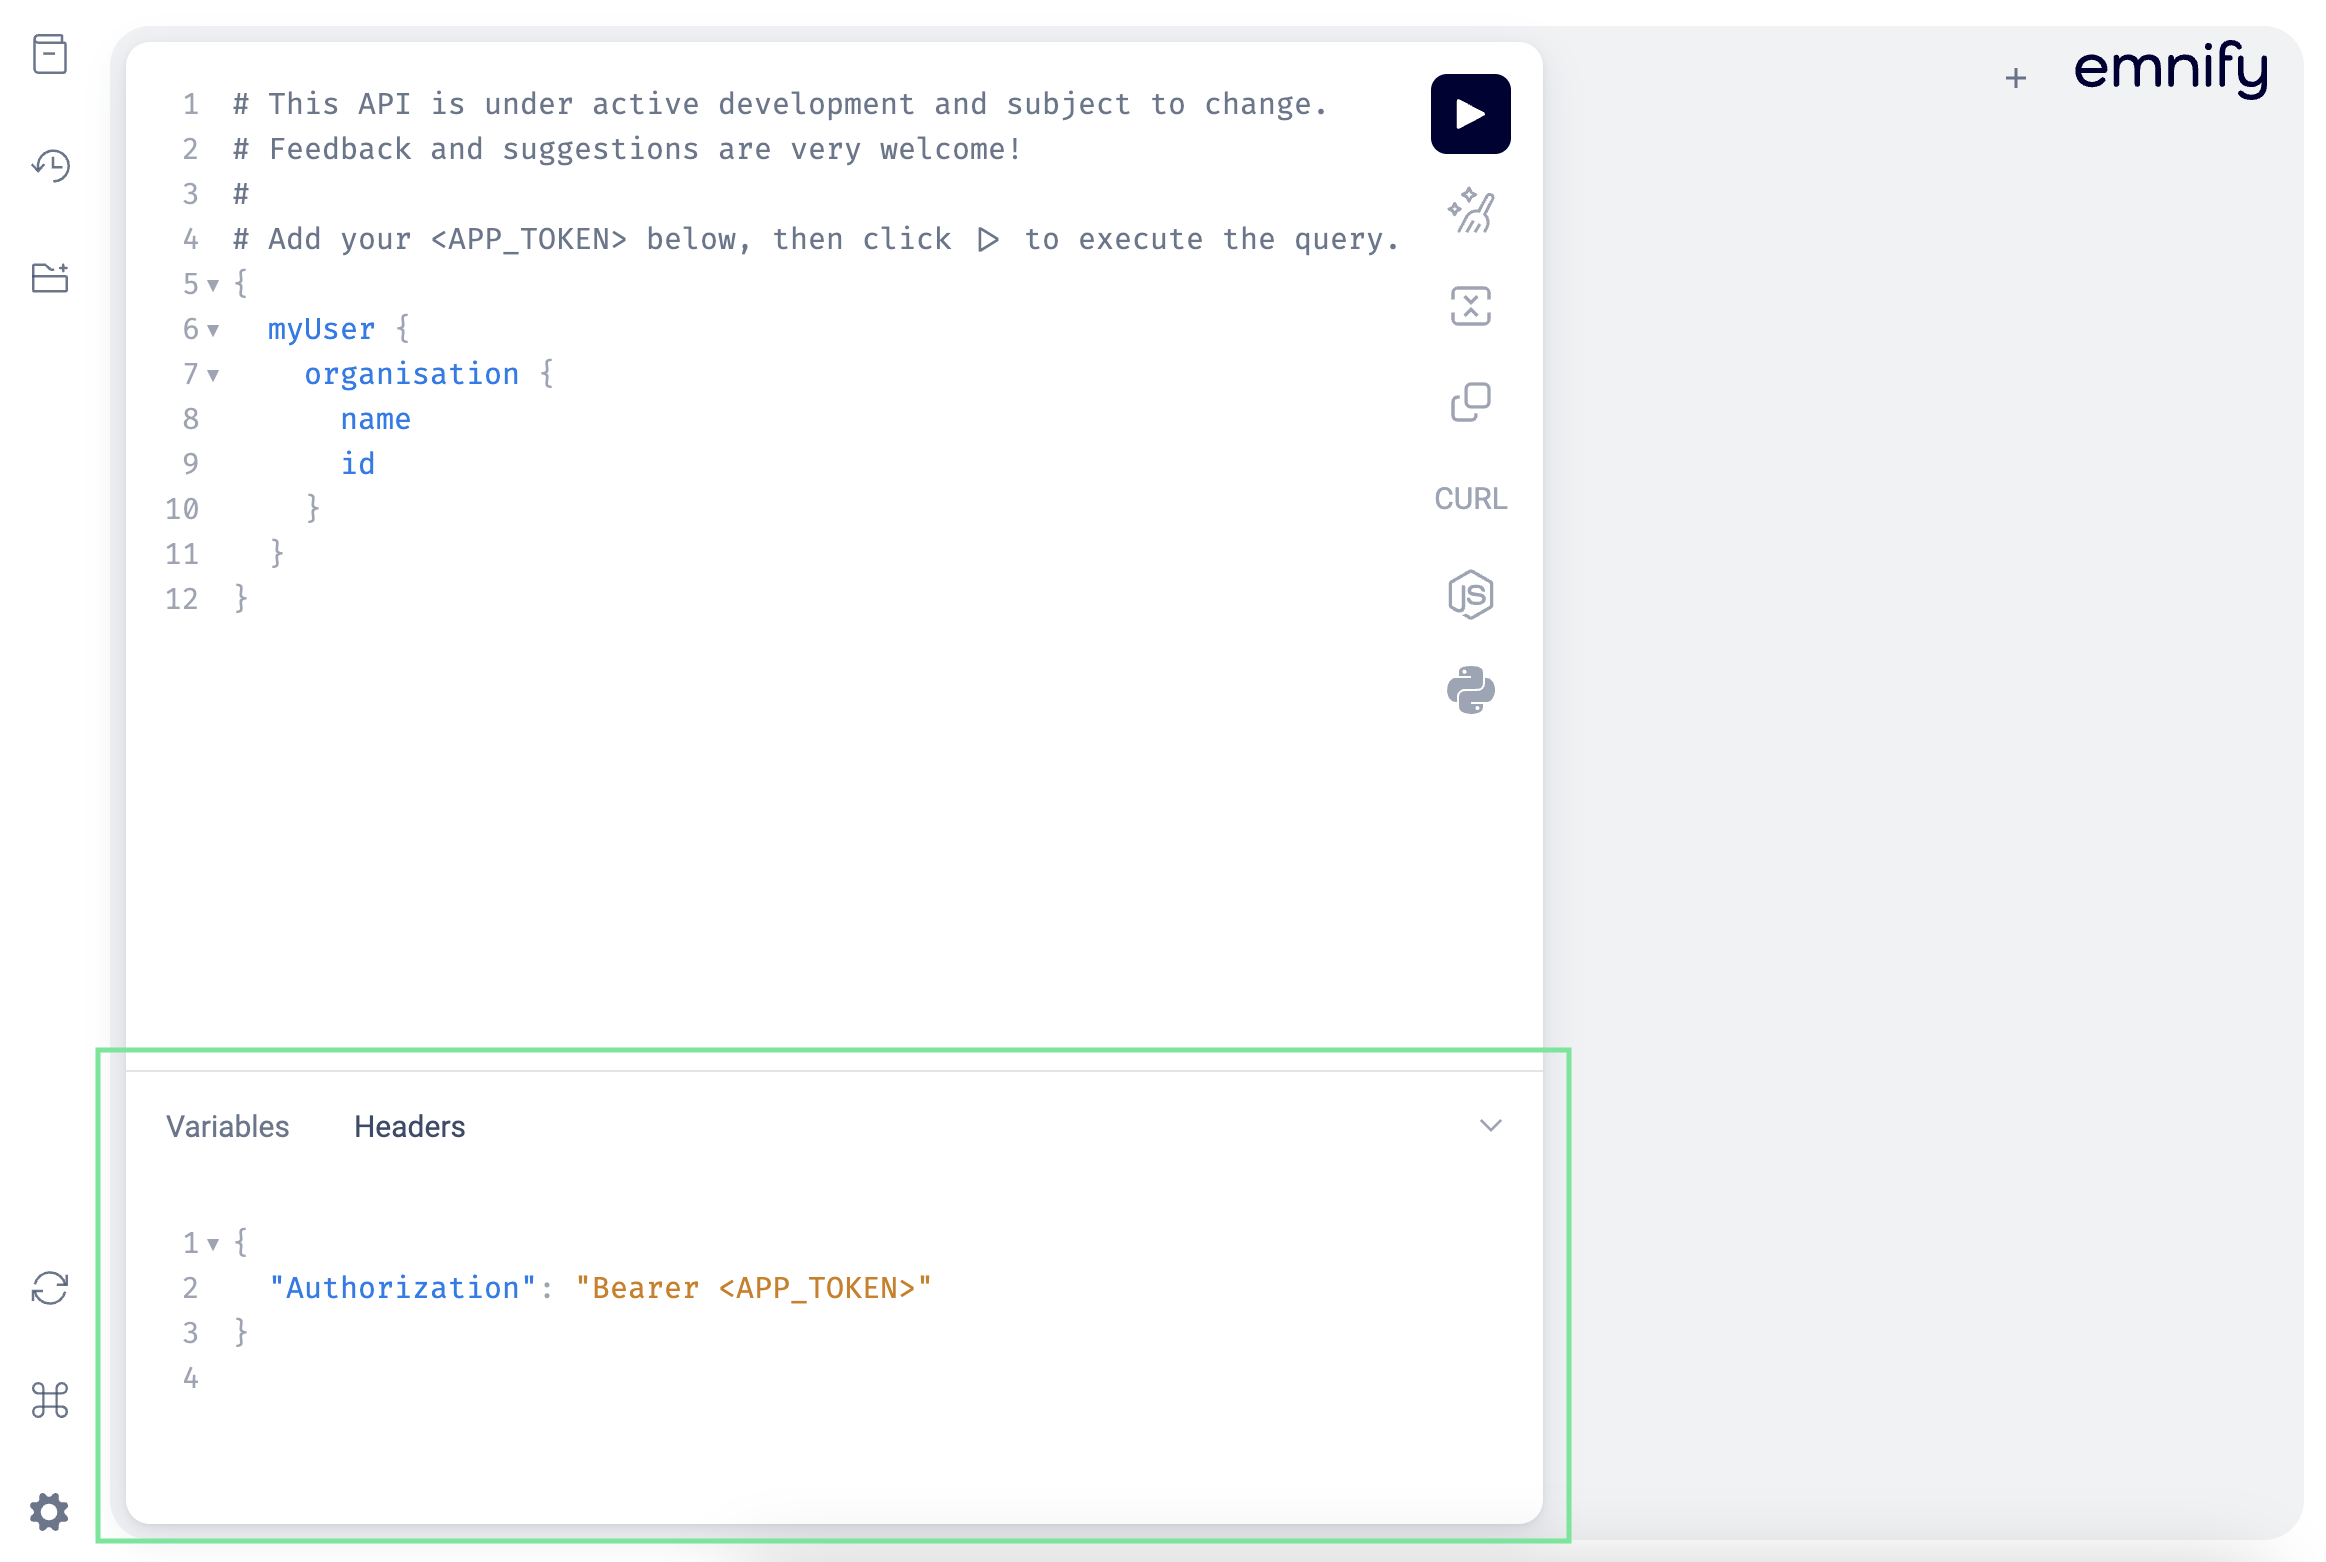 1 # This API is under active development and subject to change.
2 # Feedback and suggestions are very welcome!
3 #
4 # Add your <APP_TOKEN> below, then click ▷ to execute the query.
5 {
6   myUser {
7     organisation {
8       name
9       id
10     }
11   }
12 }
CURL
JS
+ emnify
Variables Headers
1 {
2   "Authorization": "Bearer <APP_TOKEN>"
3 }
4